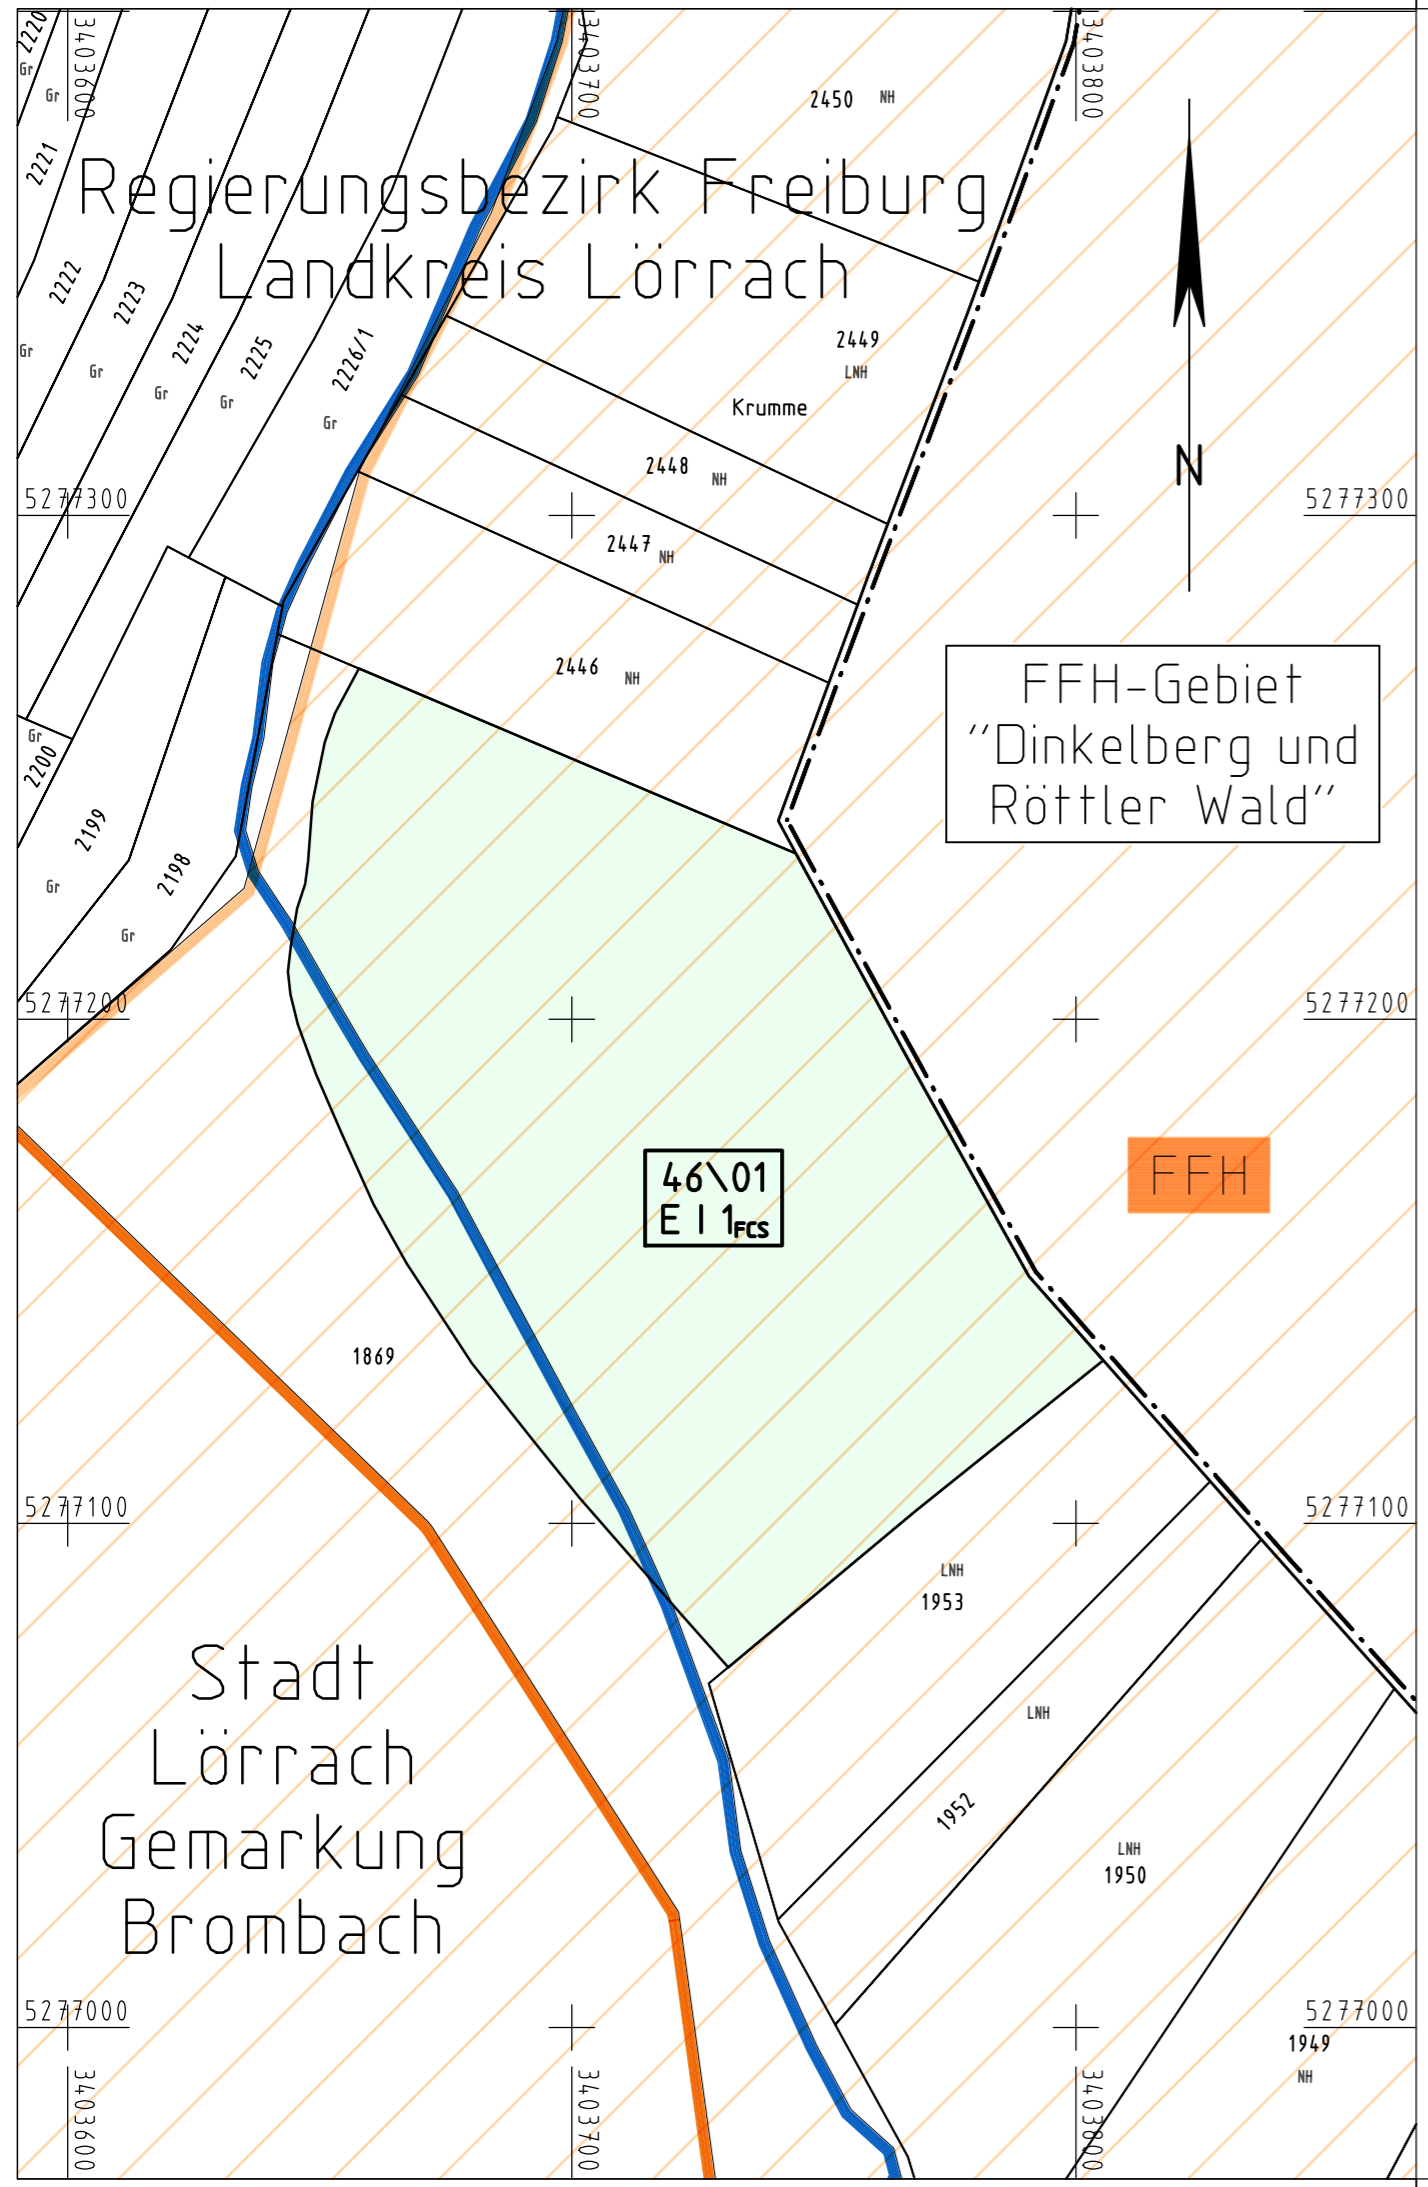 2220
Gr
Gr
3403600
3403700
3403800
2450 NH
2221
Regierungsbezirk Freiburg
Landkreis Lörrach
2222
2223
2224
2225
2226/1
Gr
Gr
Gr
Gr
Gr
2449
LNH
Krumme
2448 NH
N
5277300
5277300
2447 NH
2446 NH
FFH-Gebiet
"Dinkelberg und
Röttler Wald"
Gr
2200
2199
2198
Gr
Gr
5277200
5277200
46\01
E I 1FCS
FFH
1869
5277100
5277100
LNH
1953
Stadt
Lörrach
Gemarkung
Brombach
LNH
1952
LNH
1950
5277000
5277000
1949
NH
3403600
3403700
3403800